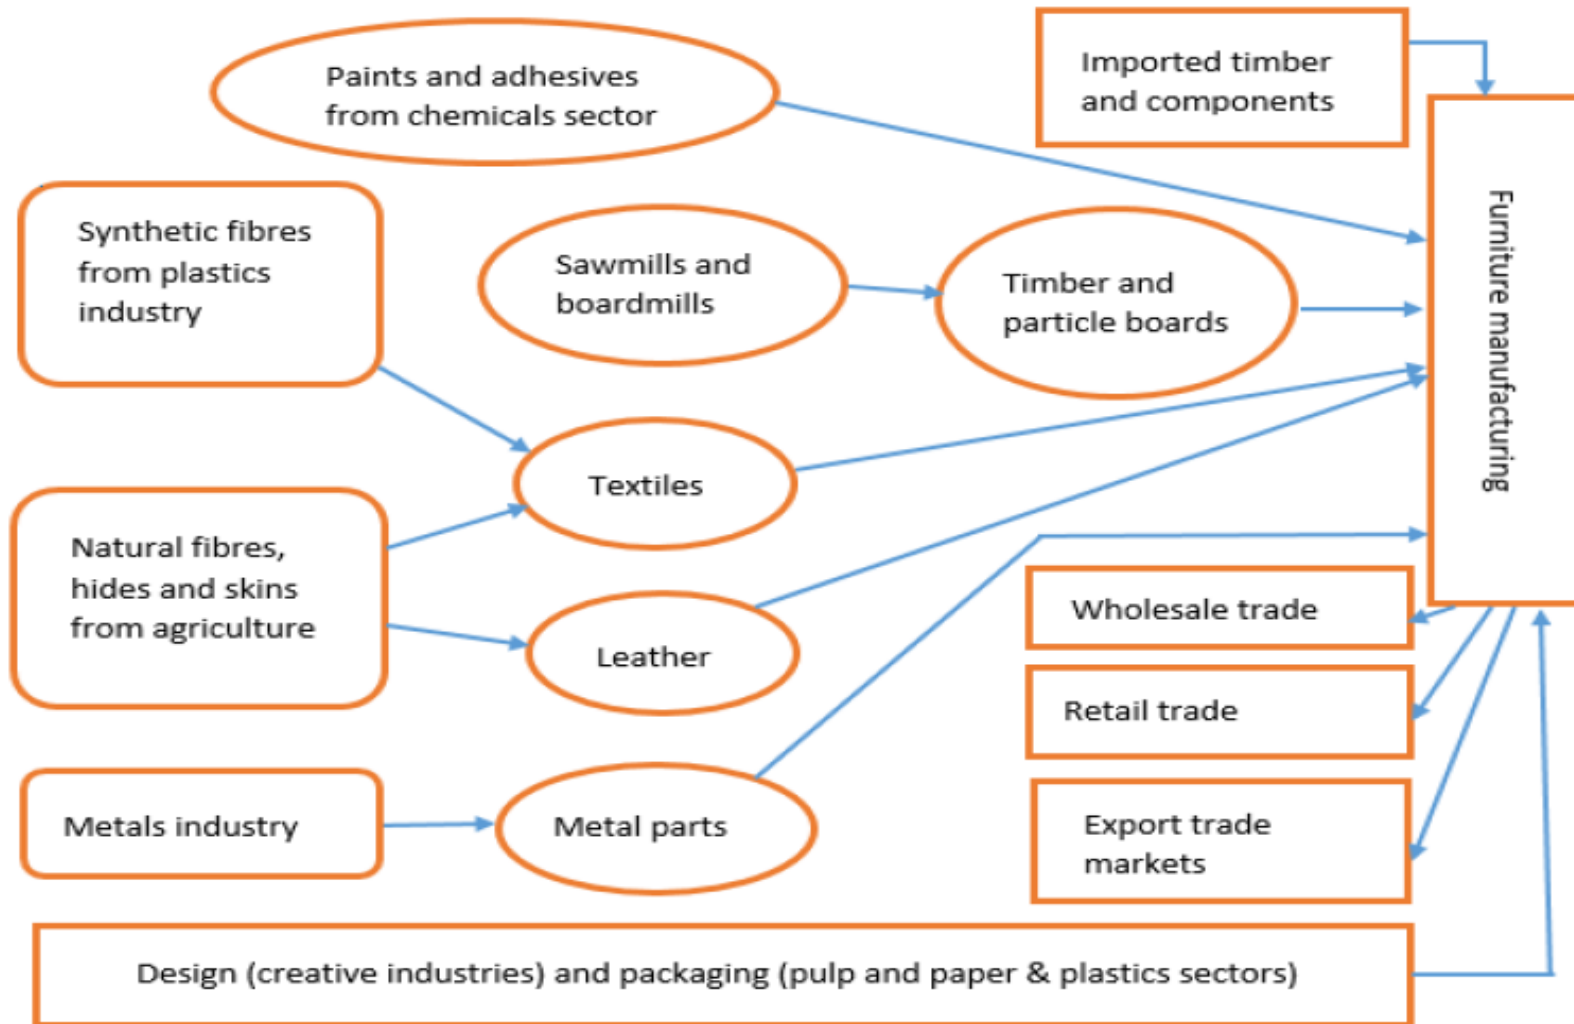 Paints and adhesives
from chemicals sector
Imported timber
and components
Synthetic fibres
from plastics
industry
Sawmills and
boardmills
Timber and
particle boards
Furniture manufacturing
Textiles
Natural fibres,
hides and skins
from agriculture
Leather
Wholesale trade
Retail trade
Metals industry
Metal parts
Export trade
markets
Design (creative industries) and packaging (pulp and paper & plastics sectors)